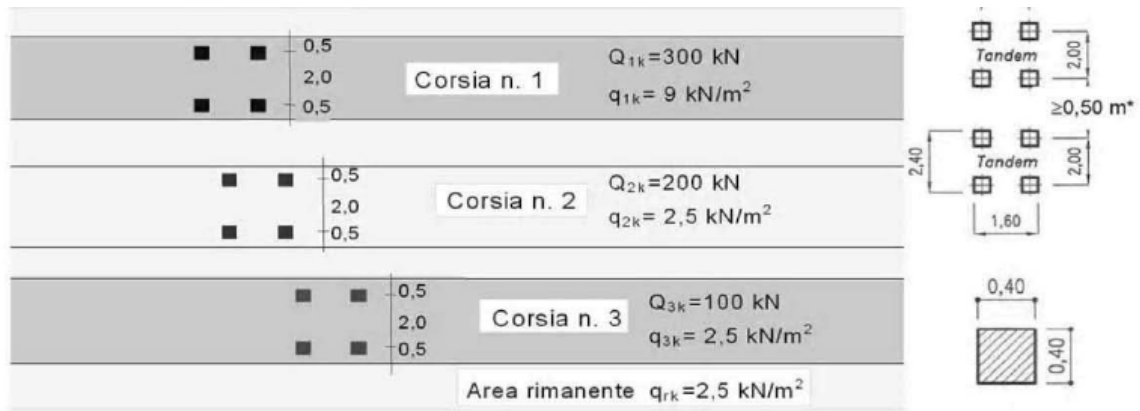 0,5
2,0
0,5
Corsia n. 1
Q1k=300 kN
q1k= 9 kN/m²
0,5
2,0
0,5
Corsia n. 2
Q2k=200 kN
q2k= 2,5 kN/m²
0,5
2,0
0,5
Corsia n. 3
Q3k=100 kN
q3k= 2,5 kN/m²
Area rimanente qrk=2,5 kN/m²
Tandem
2,00
≥0,50 m*
2,40
Tandem
2,00
1,60
0,40
0,40